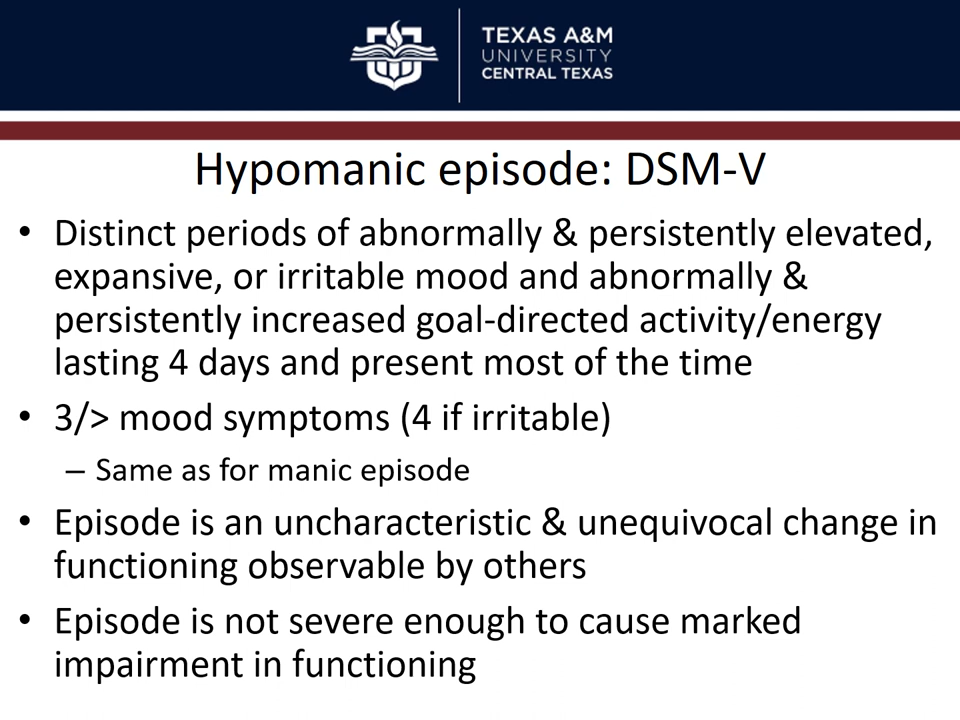 TEXAS A&M
UNIVERSITY
CENTRAL TEXAS
Hypomanic episode: DSM-V
• Distinct periods of abnormally & persistently elevated,
expansive, or irritable mood and abnormally &
persistently increased goal-directed activity/energy
lasting 4 days and present most of the time
• 3/> mood symptoms (4 if irritable)
– Same as for manic episode
• Episode is an uncharacteristic & unequivocal change in
functioning observable by others
• Episode is not severe enough to cause marked
impairment in functioning